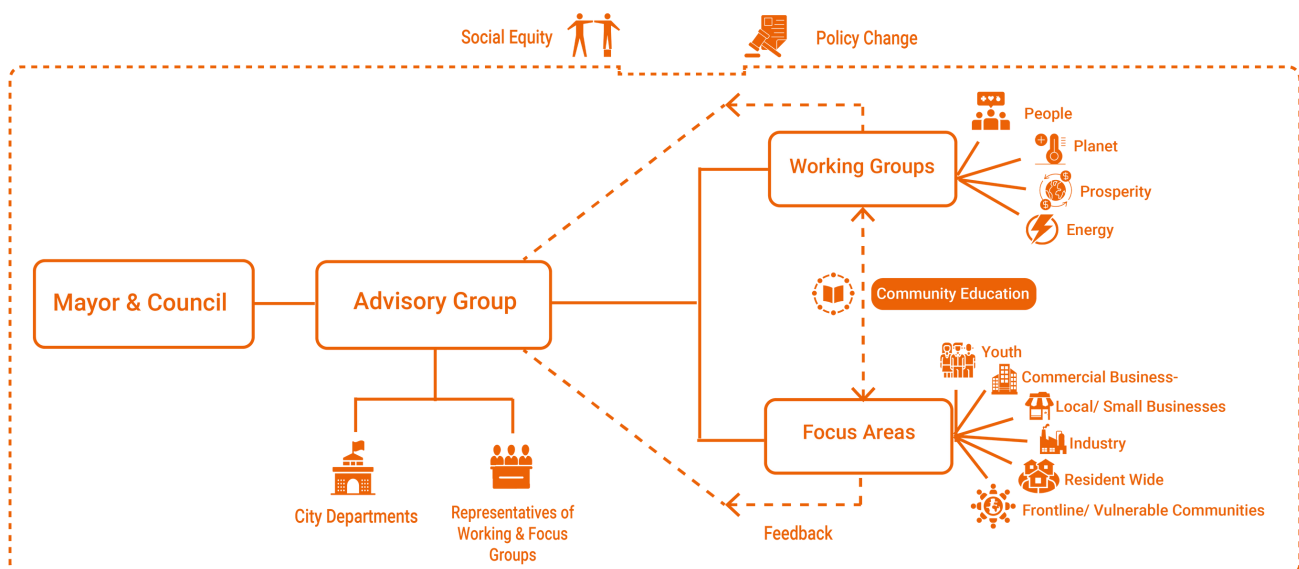 Social Equity
Policy Change
People
Planet
Working Groups
Prosperity
Energy
Mayor & Council
Advisory Group
Community Education
Youth
Commercial Business-
Local/ Small Businesses
Focus Areas
Industry
Resident Wide
Frontline/ Vulnerable Communities
City Departments
Representatives of
Working & Focus
Groups
Feedback